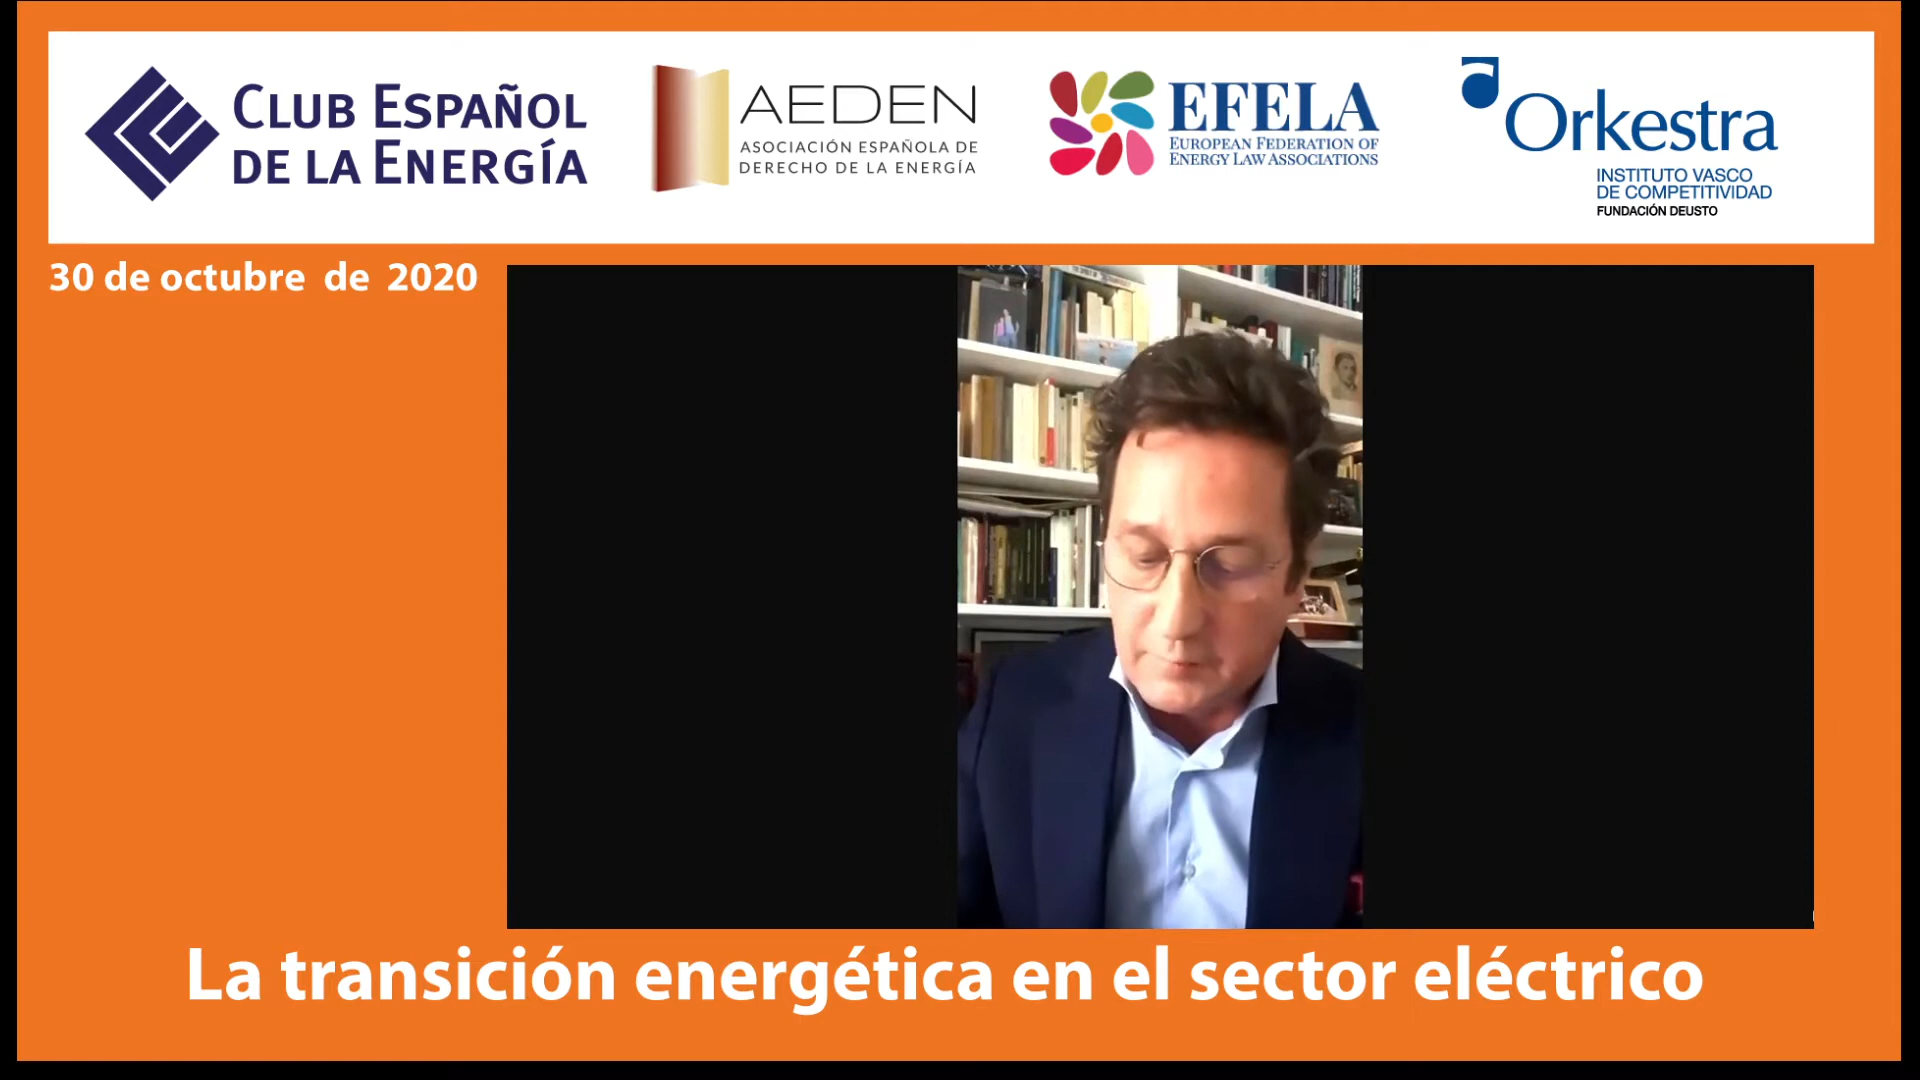 CLUB ESPAÑOL
DE LA ENERGÍA
AEDEN
ASOCIACIÓN ESPAÑOLA DE
DERECHO DE LA ENERGÍA
EFELA
EUROPEAN FEDERATION OF
ENERGY LAW ASSOCIATIONS
Orkestra
INSTITUTO VASCO
DE COMPETITIVIDAD
FUNDACIÓN DEUSTO
30 de octubre de 2020
La transición energética en el sector eléctrico